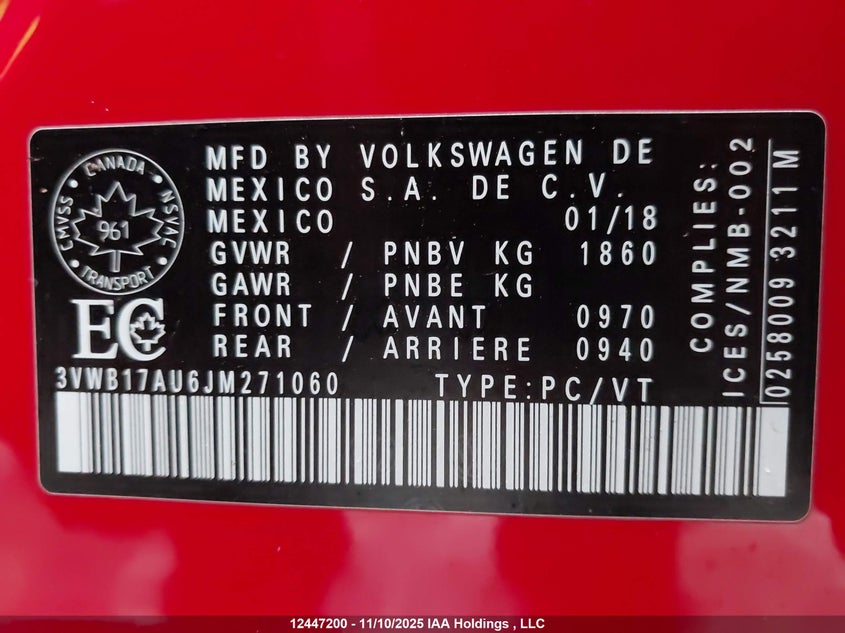 CMVSS CANADA NSVAC
961
TRANSPORT
EC
MFD BY VOLKSWAGEN DE
MEXICO S.A. DE C.V.
MEXICO 01/18
GVWR / PNBV KG 1860
GAWR / PNBE KG
FRONT / AVANT 0970
REAR / ARRIERE 0940
3VWB17AU6JM271060 TYPE:PC/VT
COMPLIES:
ICES/NMB-002
0258009 3211 M
12447200 - 11/10/2025 IAA Holdings , LLC